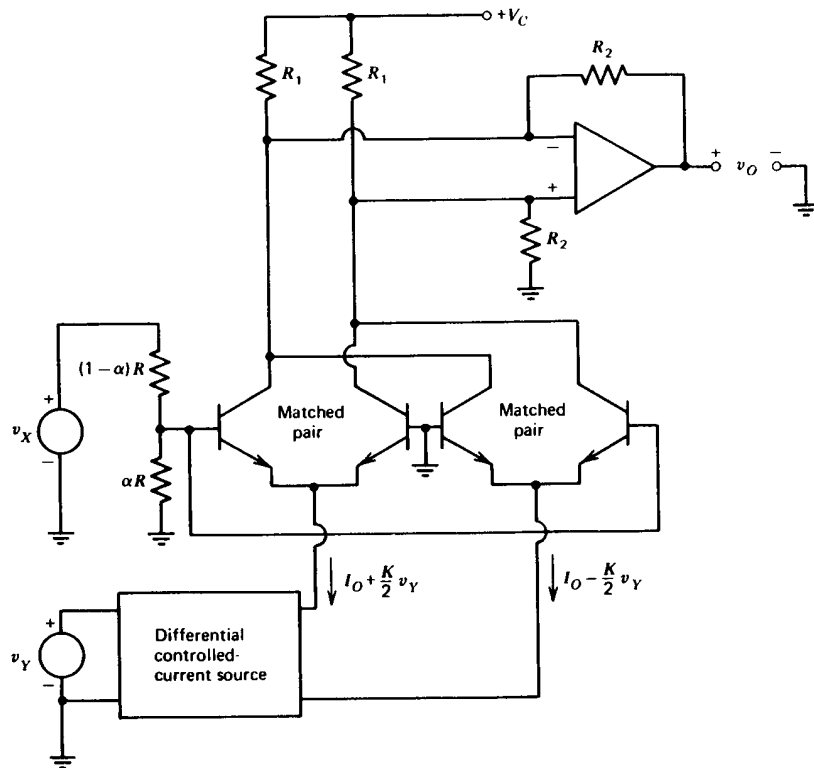 +V_C
R_2
R_1
R_1
−
+
+ v_O −
R_2
(1 − α)R
Matched
pair
Matched
pair
+
v_X
−
αR
I_O + K/2 v_Y
I_O − K/2 v_Y
+
v_Y
−
Differential
controlled-
current source